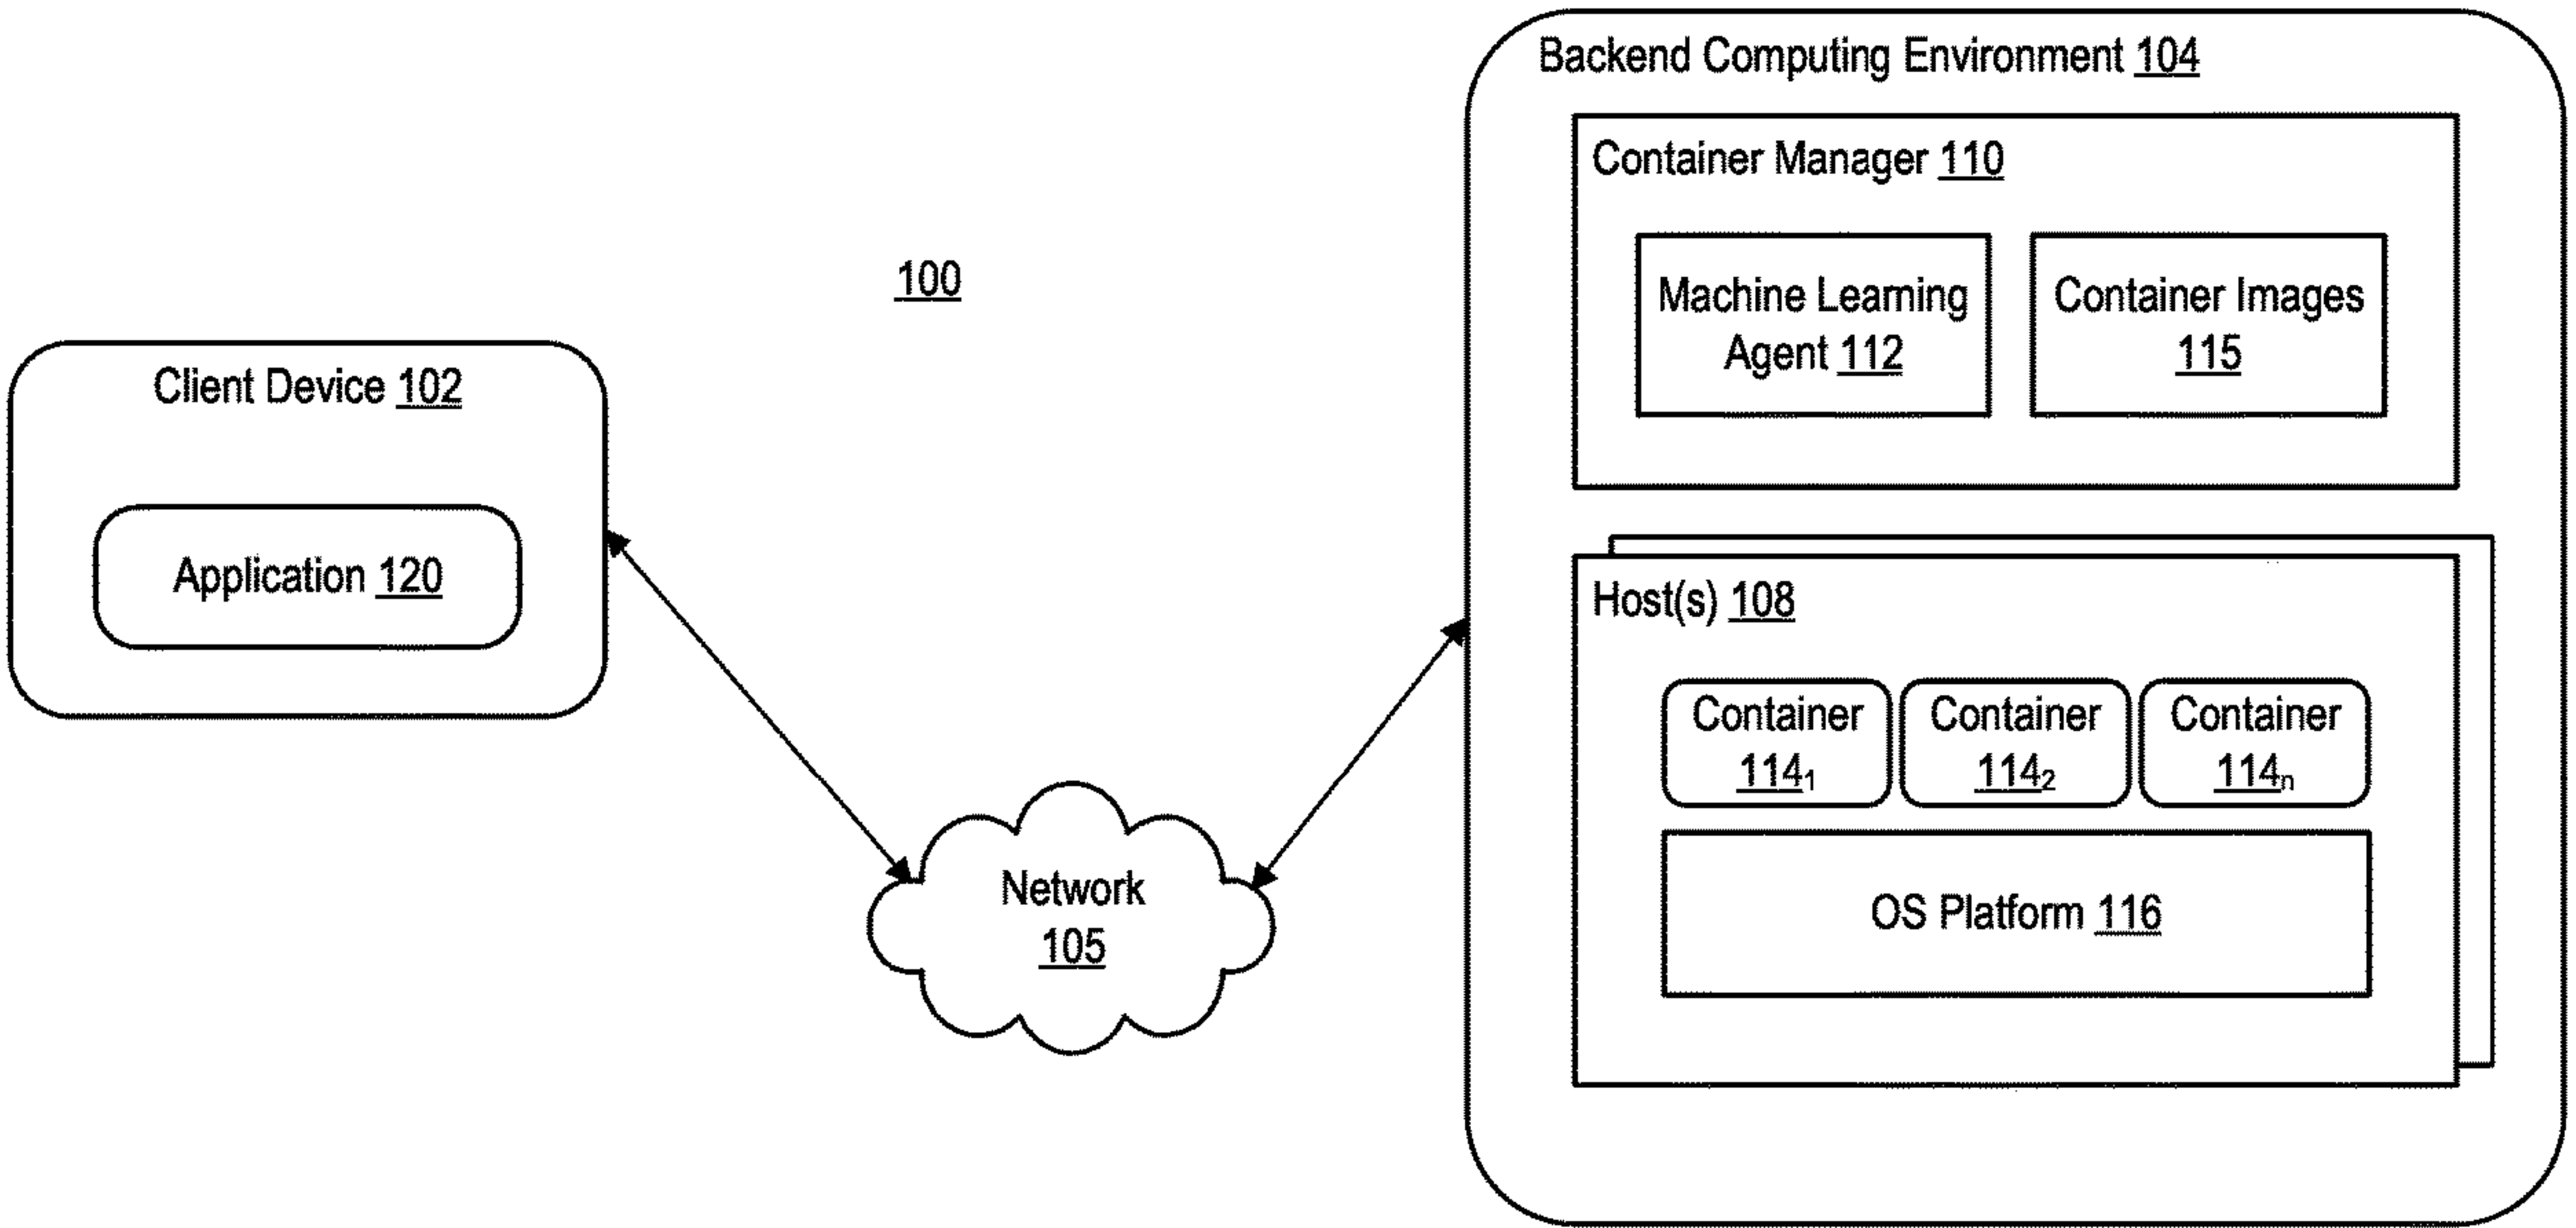 Backend Computing Environment 104
Container Manager 110
Machine Learning
Agent 112
Container Images
115
100
Client Device 102
Application 120
Host(s) 108
Container
114₁
Container
114₂
Container
114ₙ
OS Platform 116
Network
105